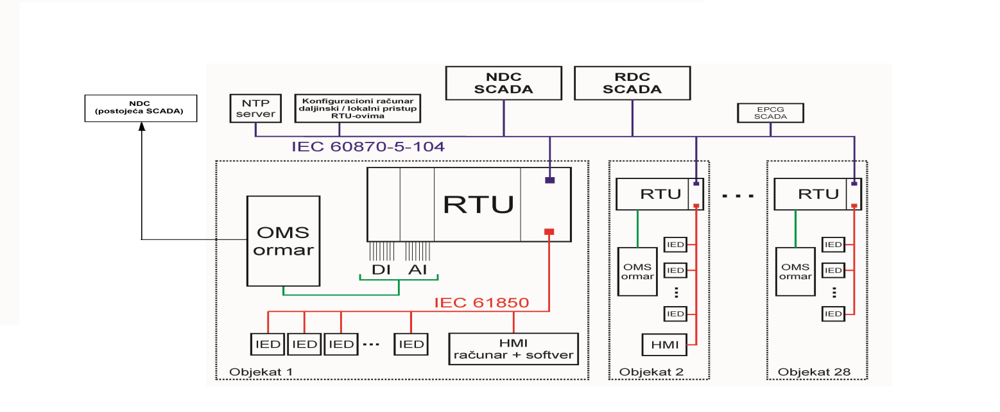 NDC
SCADA
RDC
SCADA
NDC
(postojeća SCADA)
NTP
server
Konfiguracioni računar
daljinski / lokalni pristup
RTU-ovima
EPCG
SCADA
IEC 60870-5-104
OMS
ormar
RTU
DI
AI
IEC 61850
IED
IED
IED
...
IED
HMI
računar + softver
Objekat 1
RTU
OMS
ormar
IED
IED
IED
HMI
Objekat 2
...
RTU
OMS
ormar
IED
IED
IED
Objekat 28